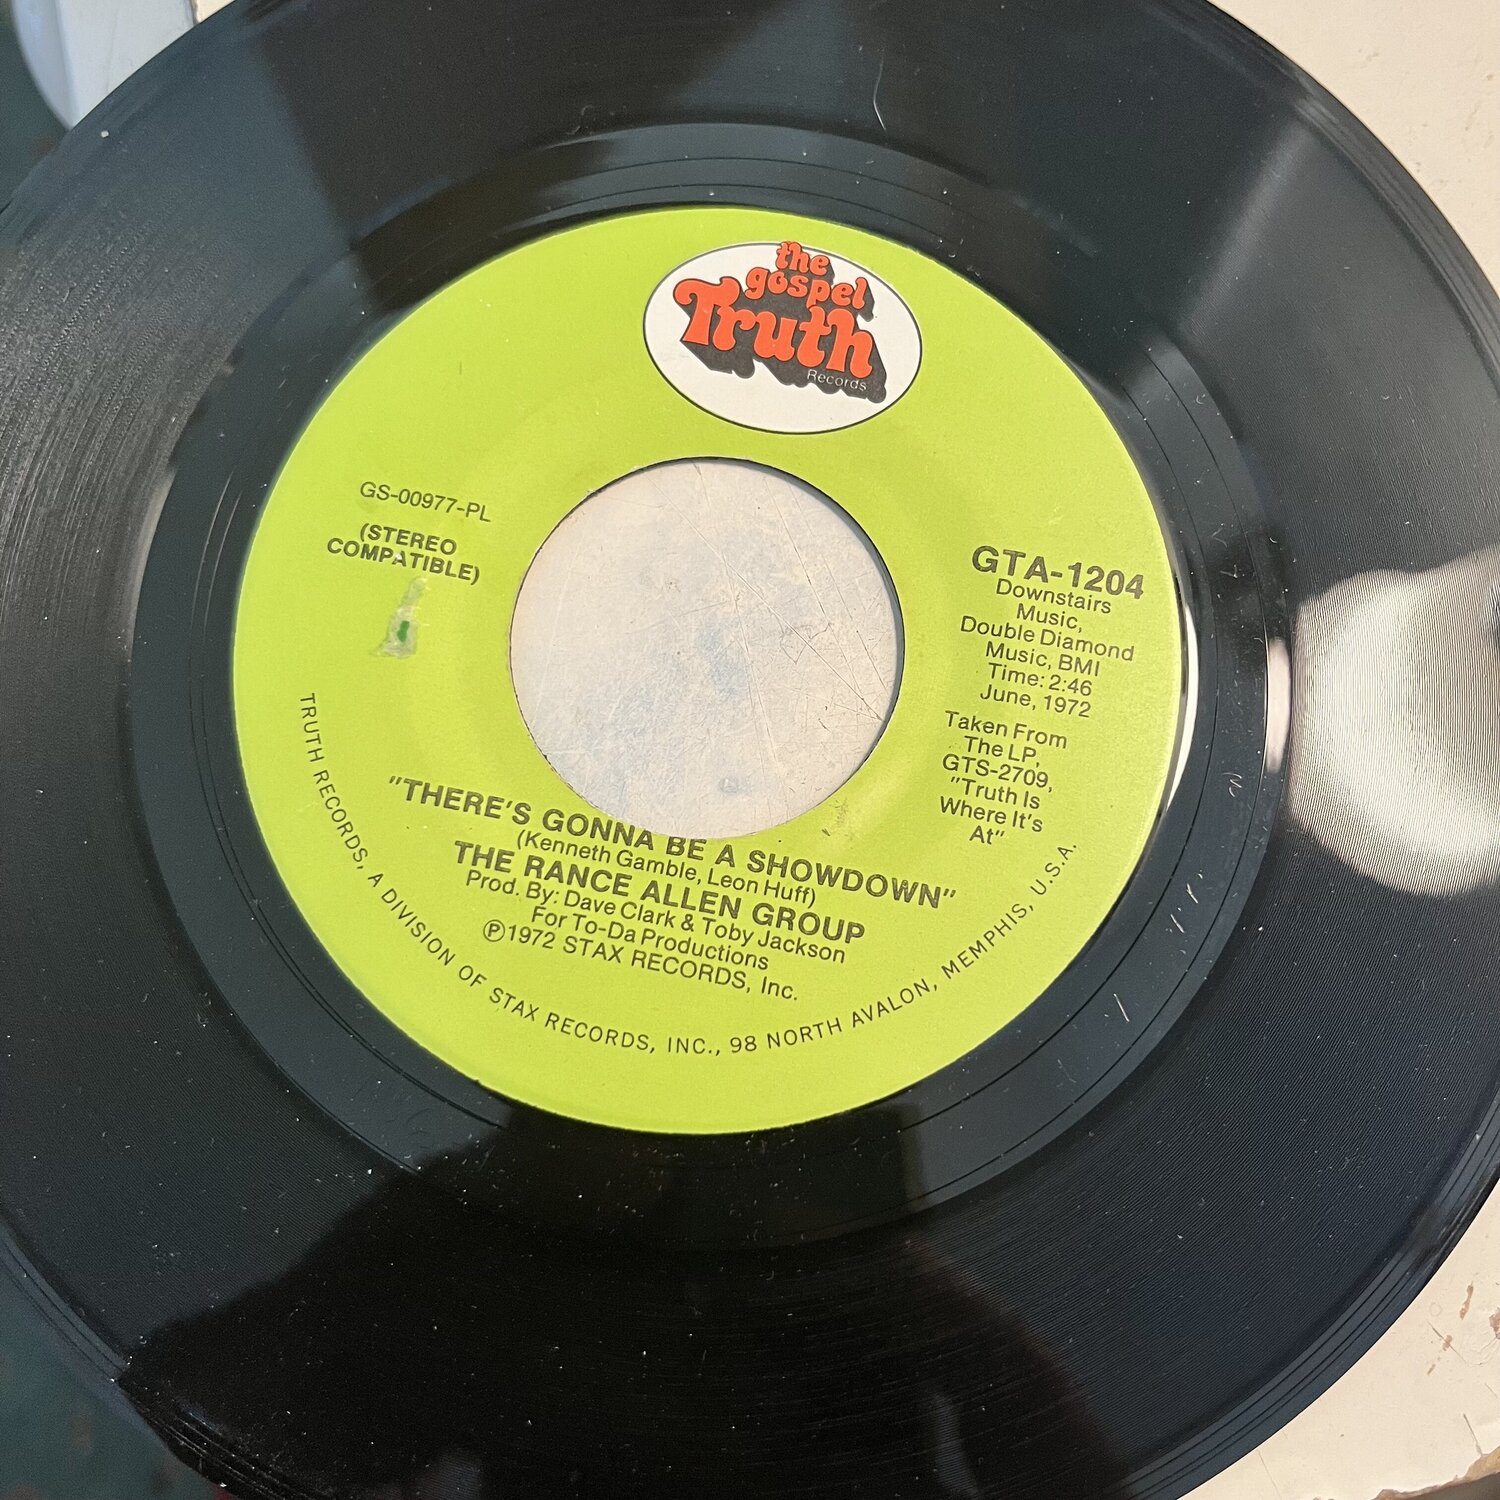 the
gospel
Truth
Records
GS-00977-PL
(STEREO
COMPATIBLE)
GTA-1204
Downstairs
Music,
Double Diamond
Music, BMI
Time: 2:46
June, 1972
Taken From
The LP,
GTS-2709,
"Truth Is
Where It's
At"
"THERE'S GONNA BE A SHOWDOWN"
(Kenneth Gamble, Leon Huff)
THE RANCE ALLEN GROUP
Prod. By: Dave Clark & Toby Jackson
For To-Da Productions
Ⓟ1972 STAX RECORDS, Inc.
TRUTH RECORDS, A DIVISION OF STAX RECORDS, INC., 98 NORTH AVALON, MEMPHIS, U.S.A.